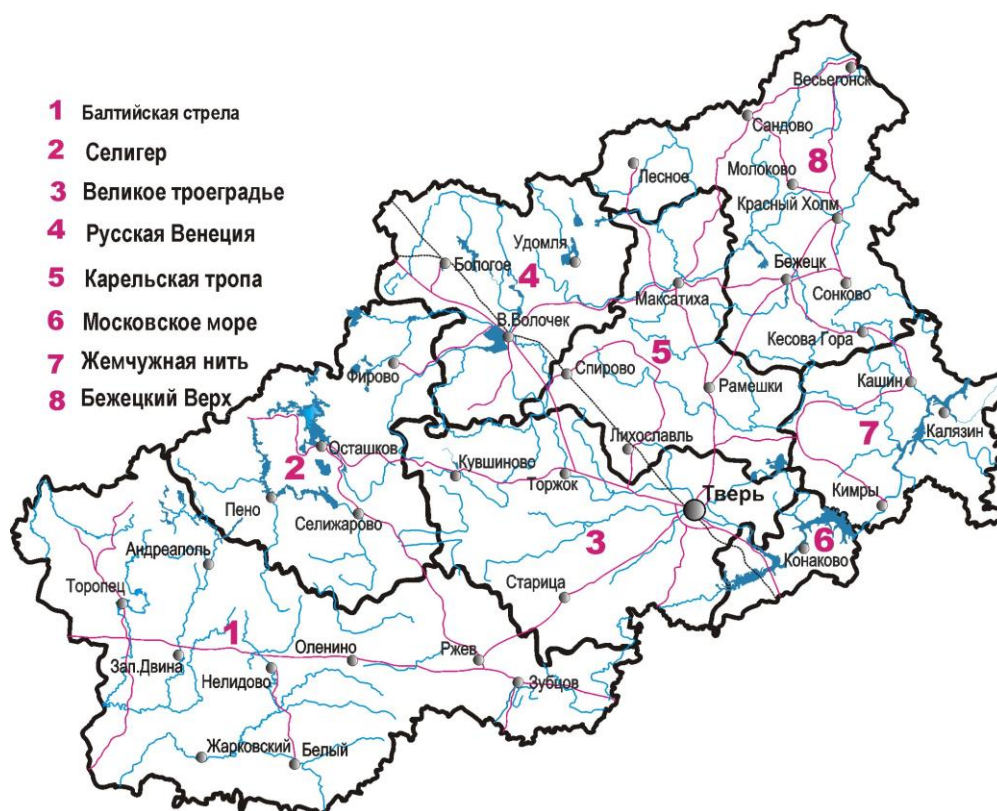 1 Балтийская стрела
2 Селигер
3 Великое троеградье
4 Русская Венеция
5 Карельская тропа
6 Московское море
7 Жемчужная нить
8 Бежецкий Верх
Весьегонск
Сандово
8
Лесное
Молоково
Красный Холм
Удомля
Бологое
4
Бежецк
Максатиха
Сонково
В.Волочек
Кесова Гора
5
Фирово
Спирово
Рамешки
Кашин
Калязин
7
Осташков
2
Лихославль
Кувшиново
Торжок
Тверь
Кимры
Пено
Селижарово
3
6
Конаково
Андреаполь
Торопец
Старица
1
Оленино
Ржев
Зап.Двина
Нелидово
Зубцов
Жарковский
Белый